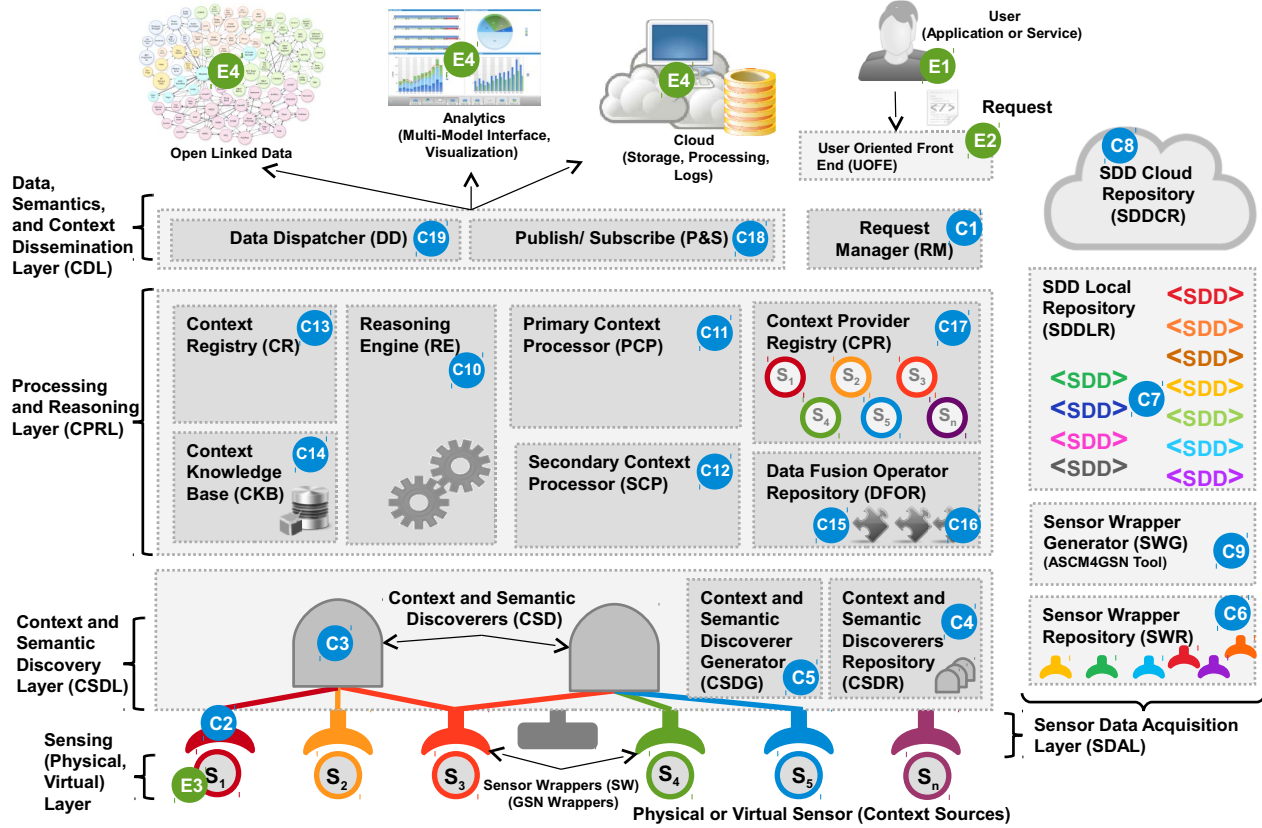 E4
Open Linked Data
E4
Analytics
(Multi-Model Interface,
Visualization)
E4
Cloud
(Storage, Processing,
Logs)
User
(Application or Service)
E1
</>
Request
E2
User Oriented Front
End (UOFE)
C8
SDD Cloud
Repository
(SDDCR)
Data,
Semantics,
and Context
Dissemination
Layer (CDL)
Data Dispatcher (DD)
C19
Publish/ Subscribe (P&S)
C18
Request
Manager (RM)
C1
Processing
and Reasoning
Layer (CPRL)
Context
Registry (CR)
C13
Reasoning
Engine (RE)
C10
Primary Context
Processor (PCP)
C11
Context Provider
Registry (CPR)
C17
S1
S2
S3
S4
S5
Sn
Context
Knowledge
Base (CKB)
C14
Secondary Context
Processor (SCP)
C12
Data Fusion Operator
Repository (DFOR)
C15
C16
SDD Local
Repository
(SDDLR)
<SDD>
<SDD>
<SDD>
<SDD>
<SDD>
<SDD>
<SDD>
<SDD>
<SDD>
<SDD>
<SDD>
C7
Sensor Wrapper
Generator (SWG)
(ASCM4GSN Tool)
C9
Sensor Wrapper
Repository (SWR)
C6
Context and
Semantic
Discovery
Layer (CSDL)
C3
Context and Semantic
Discoverers (CSD)
Context and
Semantic
Discoverer
Generator
(CSDG)
C5
Context and
Semantic
Discoverers
Repository
(CSDR)
C4
Sensor Data Acquisition
Layer (SDAL)
Sensing
(Physical,
Virtual)
Layer
C2
E3
S1
S2
S3
Sensor Wrappers (SW)
(GSN Wrappers)
S4
S5
Sn
Physical or Virtual Sensor (Context Sources)